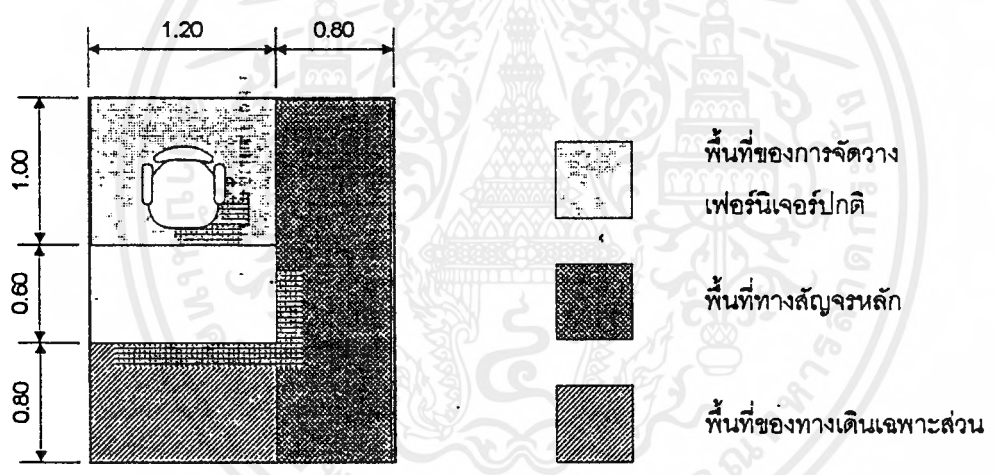 1.20
0.80
1.00
0.60
0.80
พื้นที่ของการจัดวาง
เฟอร์นิเจอร์ปกติ
พื้นที่ทางสัญจรหลัก
พื้นที่ของทางเดินเฉพาะส่วน